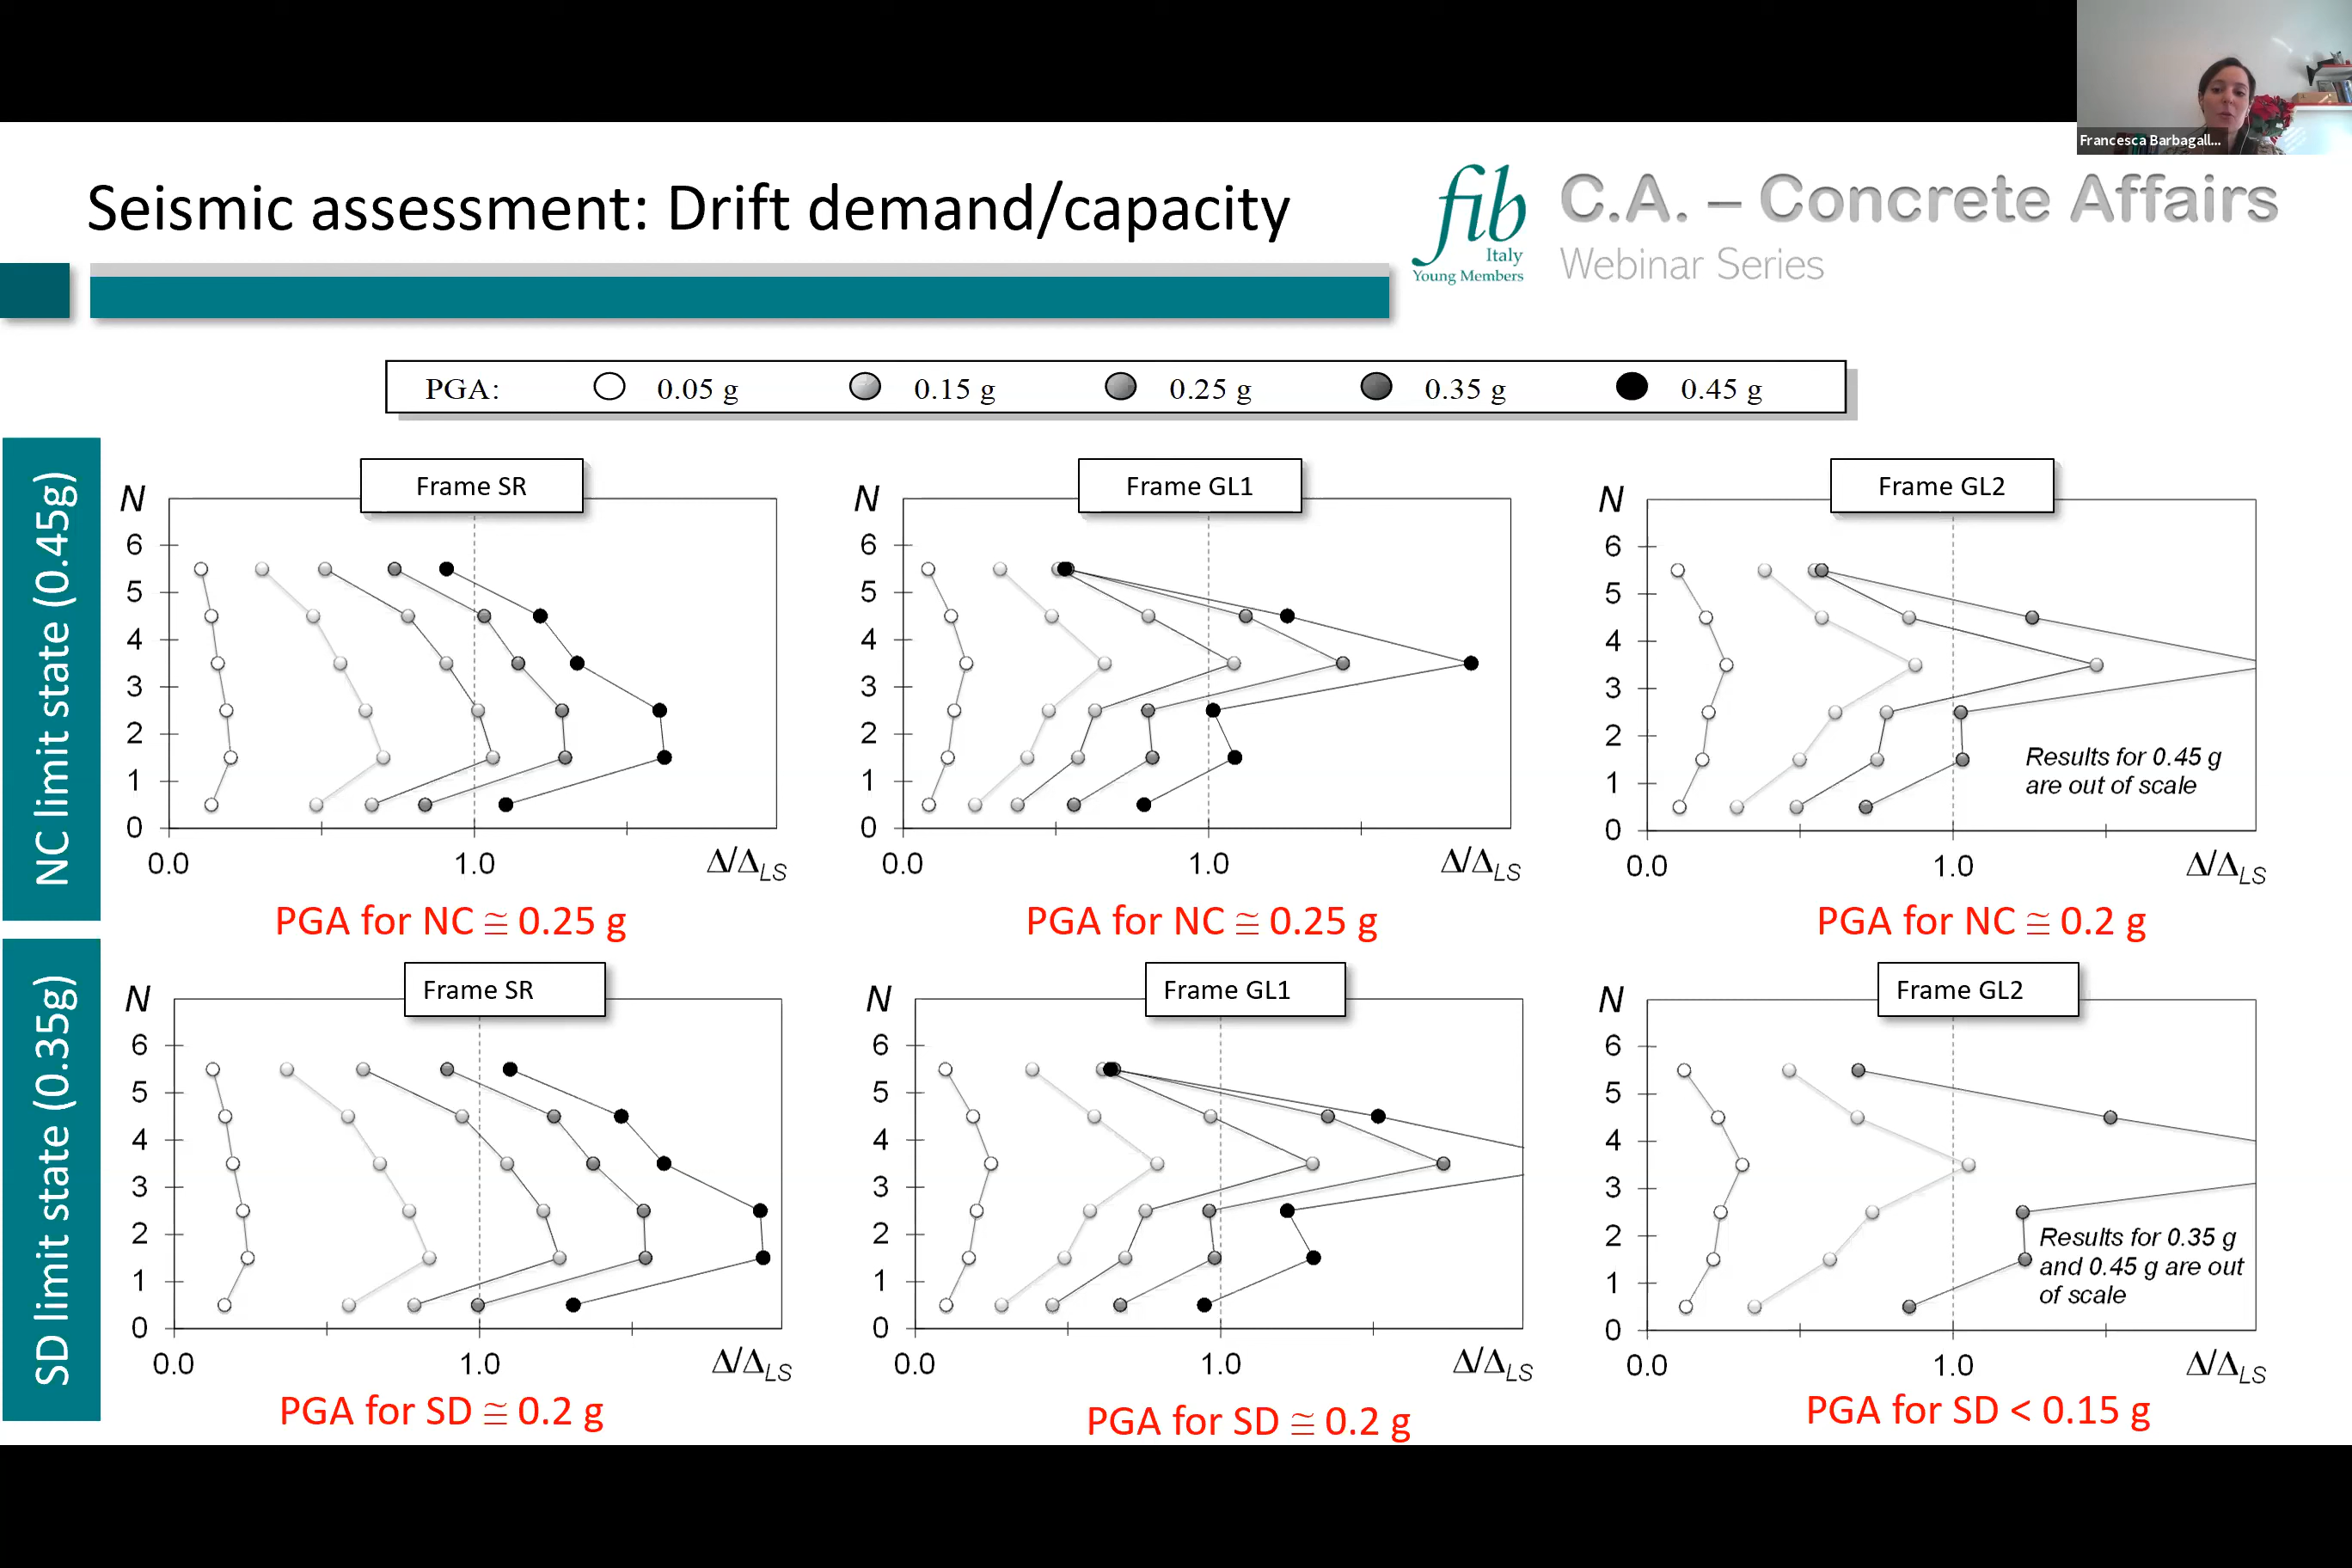 Francesca Barbagall...
Seismic assessment: Drift demand/capacity
fib
Italy
Young Members
C.A. – Concrete Affairs
Webinar Series
PGA: 0.05 g 0.15 g 0.25 g 0.35 g 0.45 g
NC limit state (0.45g)
Frame SR
N
6
5
4
3
2
1
0
0.0 1.0 Δ/Δ_LS
PGA for NC ≅ 0.25 g
Frame GL1
N
6
5
4
3
2
1
0
0.0 1.0 Δ/Δ_LS
PGA for NC ≅ 0.25 g
Frame GL2
N
6
5
4
3
2
1
0
Results for 0.45 g
are out of scale
0.0 1.0 Δ/Δ_LS
PGA for NC ≅ 0.2 g
SD limit state (0.35g)
Frame SR
N
6
5
4
3
2
1
0
0.0 1.0 Δ/Δ_LS
PGA for SD ≅ 0.2 g
Frame GL1
N
6
5
4
3
2
1
0
0.0 1.0 Δ/Δ_LS
PGA for SD ≅ 0.2 g
Frame GL2
N
6
5
4
3
2
1
0
Results for 0.35 g
and 0.45 g are out
of scale
0.0 1.0 Δ/Δ_LS
PGA for SD < 0.15 g